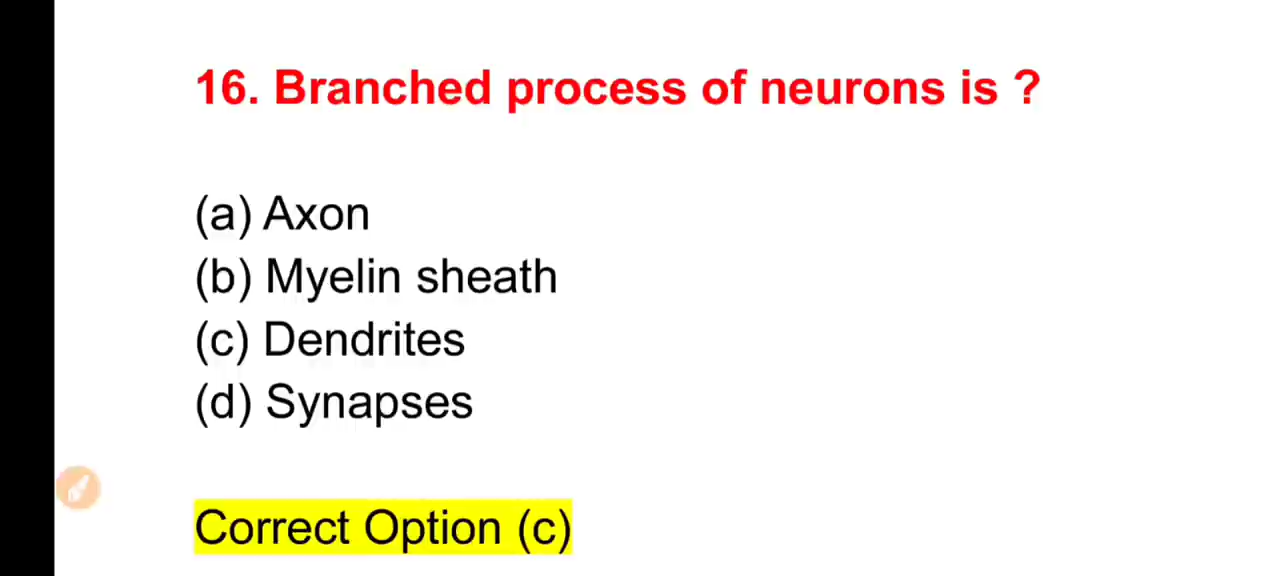 16. Branched process of neurons is ?
(a) Axon
(b) Myelin sheath
(c) Dendrites
(d) Synapses
Correct Option (c)